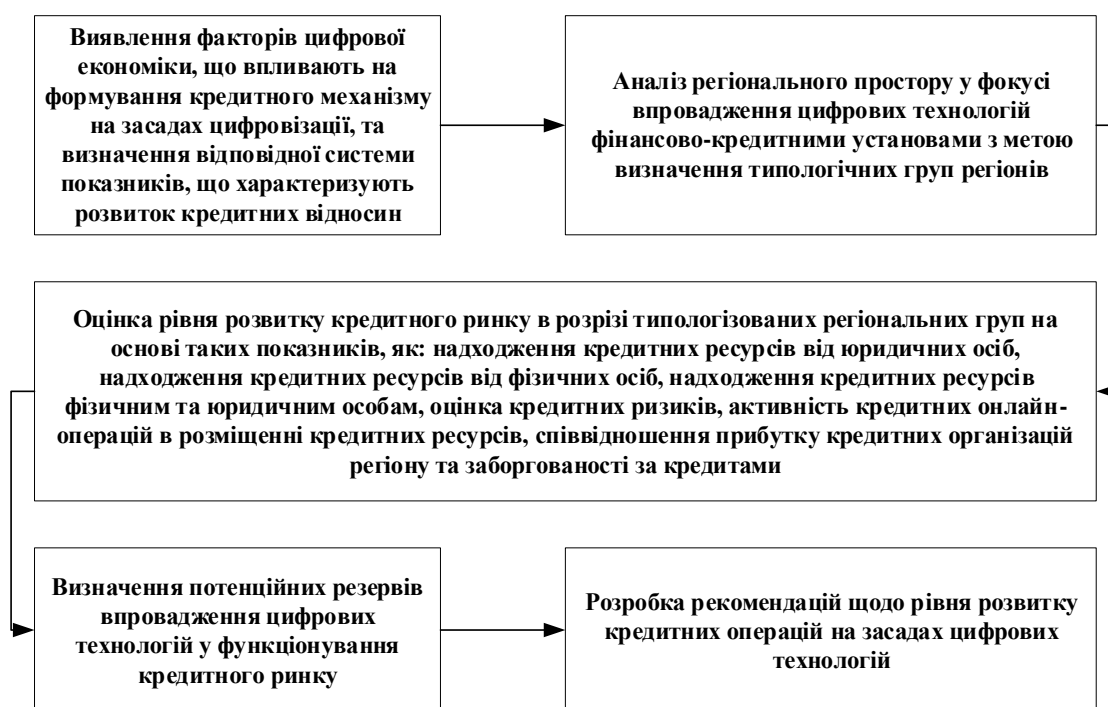 Виявлення факторів цифрової
економіки, що впливають на
формування кредитного механізму
на засадах цифровізації, та
визначення відповідної системи
показників, що характеризують
розвиток кредитних відносин
Аналіз регіонального простору у фокусі
впровадження цифрових технологій
фінансово-кредитними установами з метою
визначення типологічних груп регіонів
Оцінка рівня розвитку кредитного ринку в розрізі типологізованих регіональних груп на
основі таких показників, як: надходження кредитних ресурсів від юридичних осіб,
надходження кредитних ресурсів від фізичних осіб, надходження кредитних ресурсів
фізичним та юридичним особам, оцінка кредитних ризиків, активність кредитних онлайн-
операцій в розміщенні кредитних ресурсів, співвідношення прибутку кредитних організацій
регіону та заборгованості за кредитами
Визначення потенційних резервів
впровадження цифрових
технологій у функціонування
кредитного ринку
Розробка рекомендацій щодо рівня розвитку
кредитних операцій на засадах цифрових
технологій